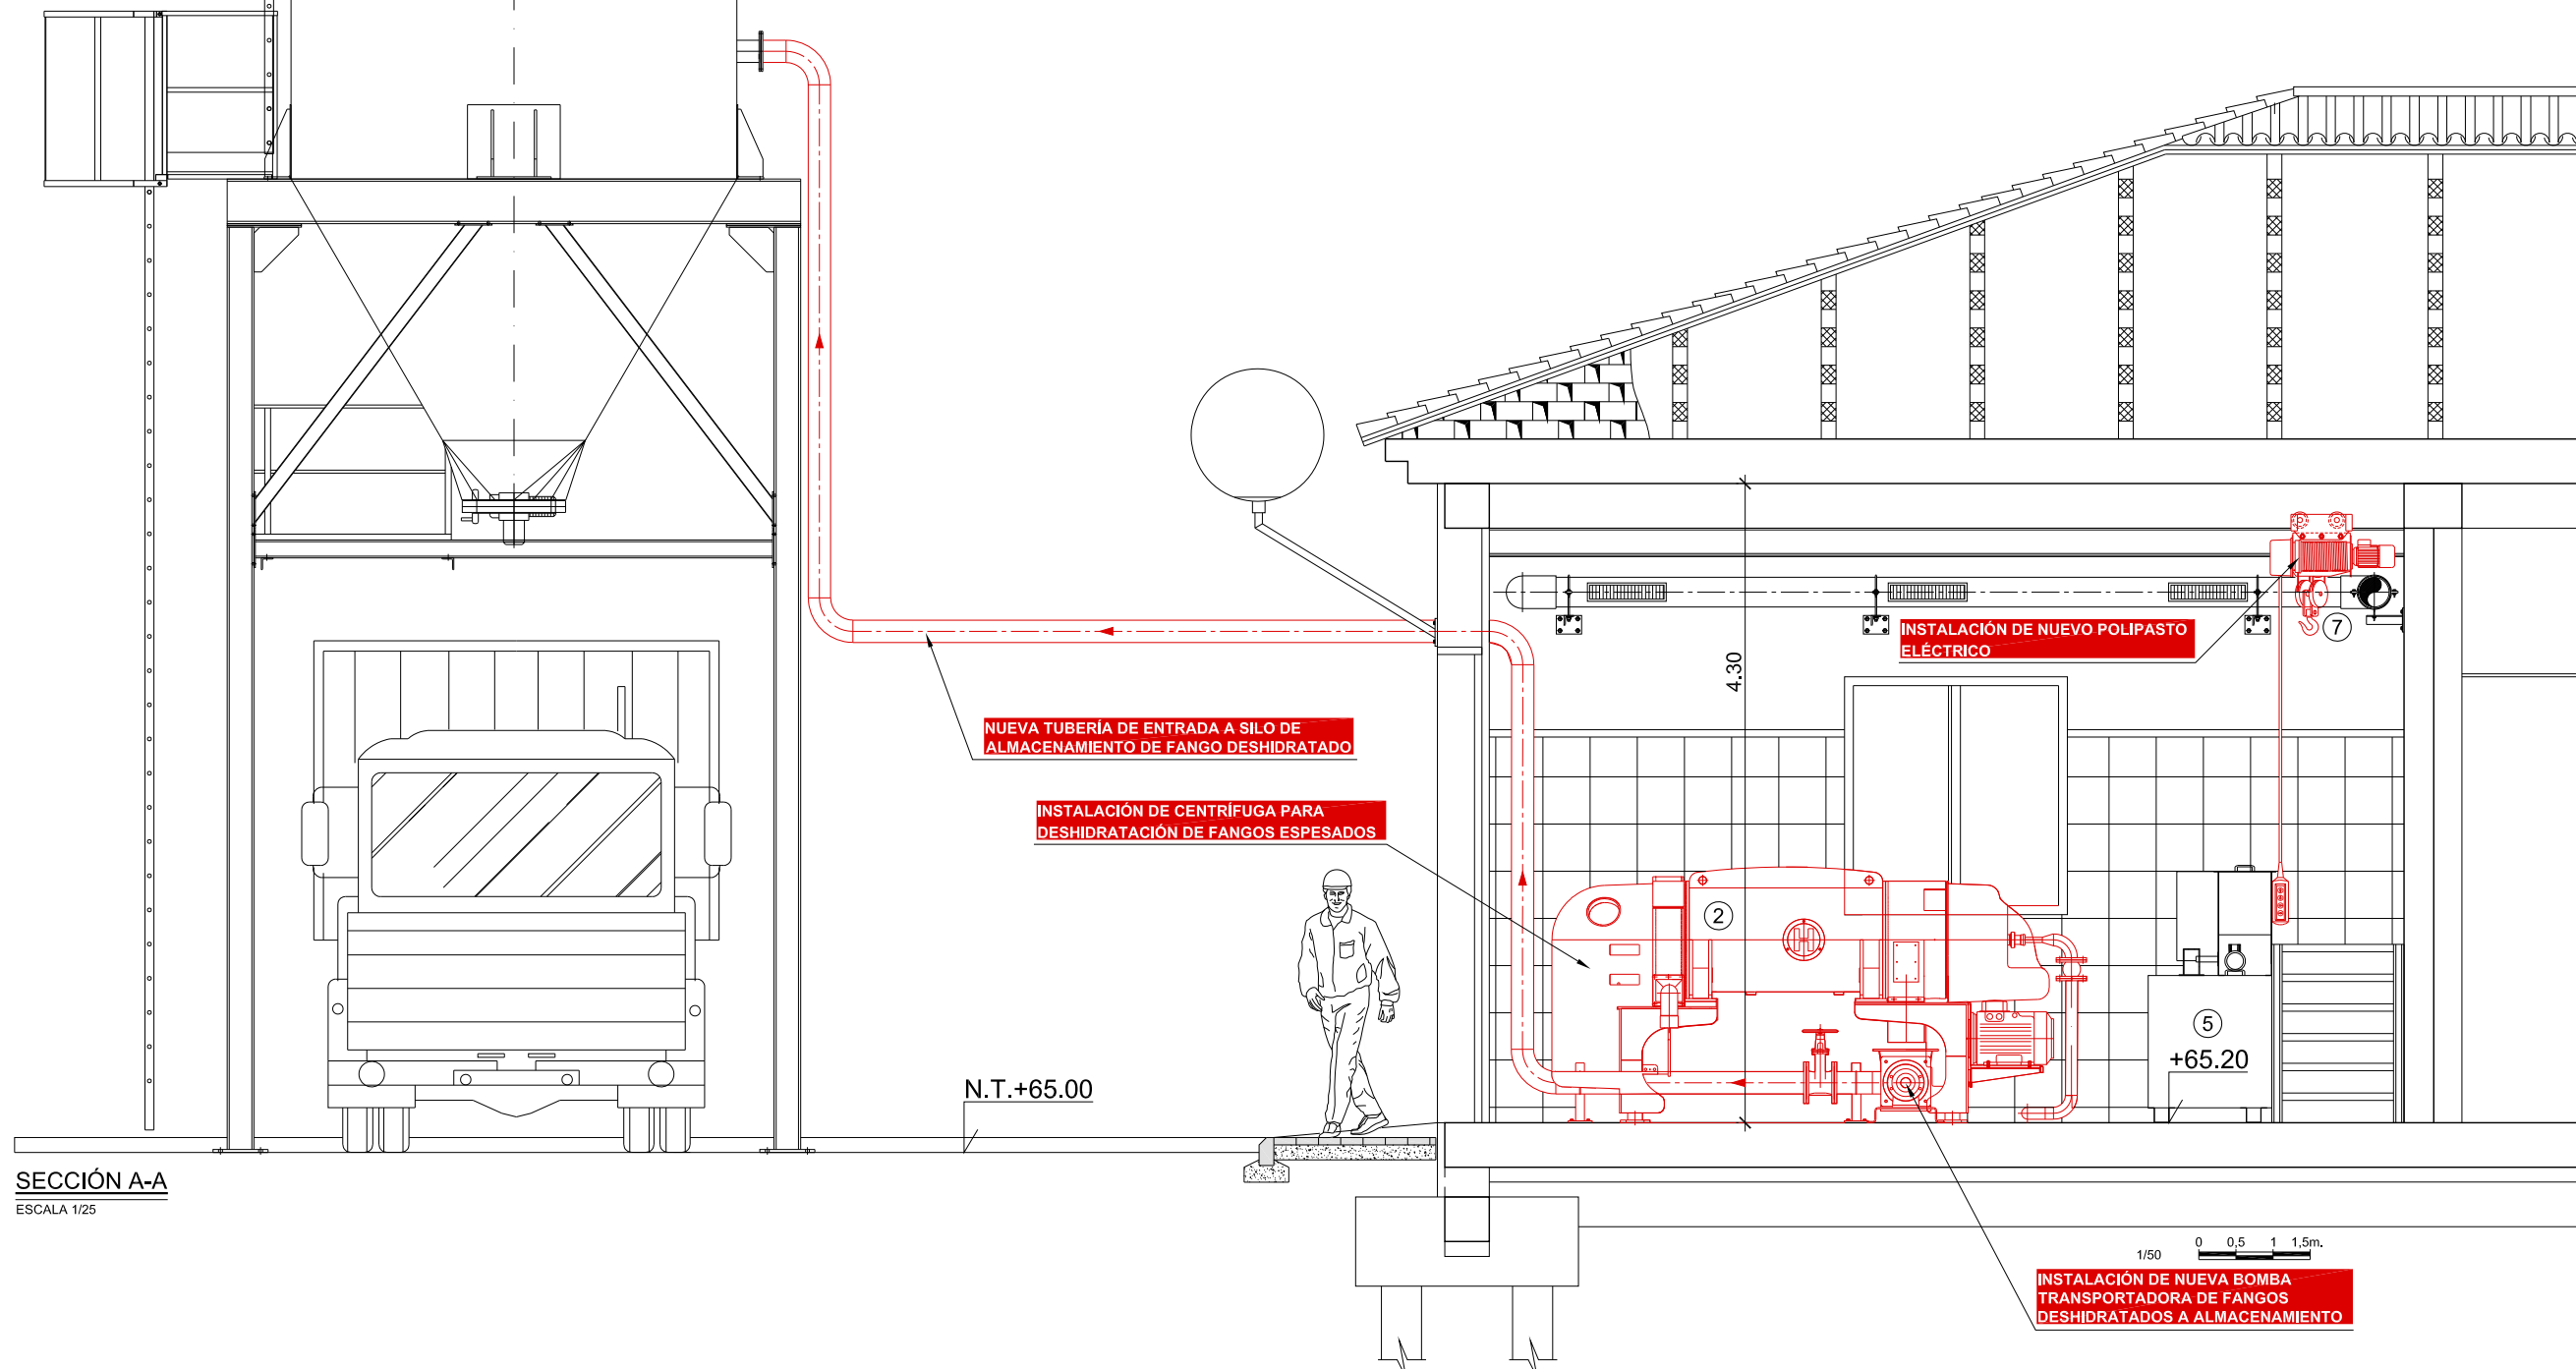 INSTALACIÓN DE NUEVO POLIPASTO
ELÉCTRICO
7
4.30
NUEVA TUBERÍA DE ENTRADA A SILO DE
ALMACENAMIENTO DE FANGO DESHIDRATADO
INSTALACIÓN DE CENTRÍFUGA PARA
DESHIDRATACIÓN DE FANGOS ESPESADOS
2
5
+65.20
N.T.+65.00
SECCIÓN A-A
ESCALA 1/25
1/50
0 0,5 1 1,5m.
INSTALACIÓN DE NUEVA BOMBA
TRANSPORTADORA DE FANGOS
DESHIDRATADOS A ALMACENAMIENTO